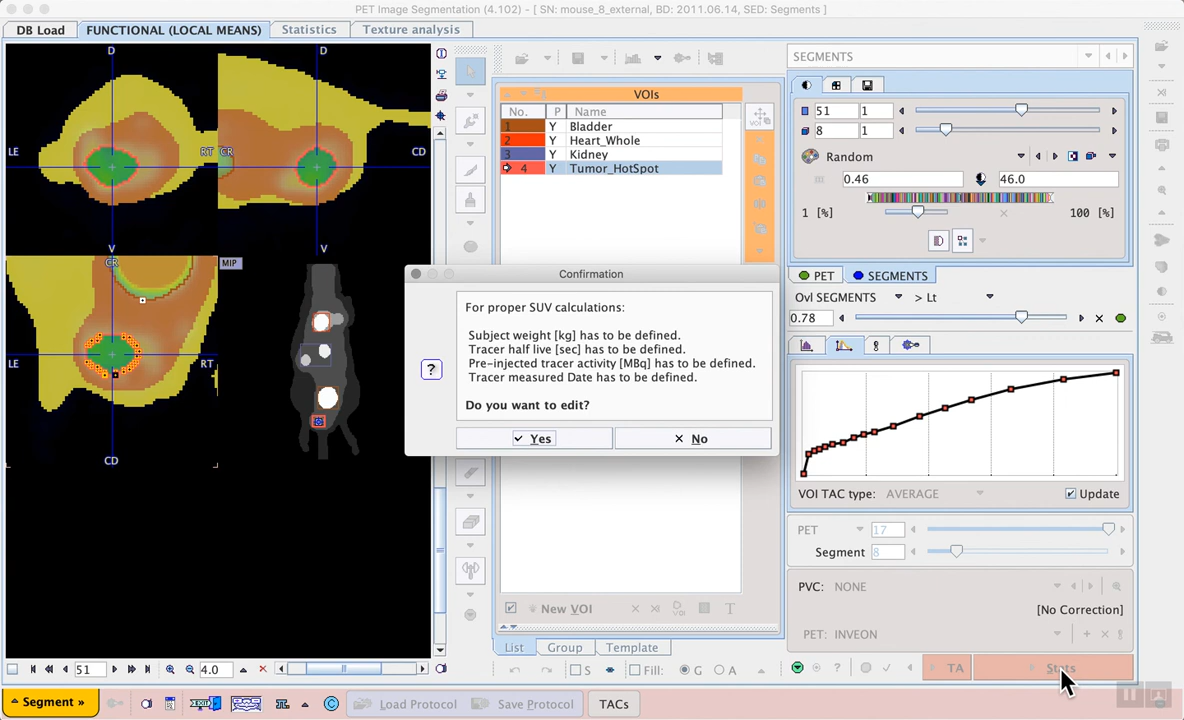 PET Image Segmentation (4.102) - [ SN: mouse_8_external, BD: 2011.06.14, SED: Segments ]
DB Load
FUNCTIONAL (LOCAL MEANS)
Statistics
Texture analysis
D
LE
RT
V
D
CR
CD
V
CR
LE
RT
CD
MIP
VOIs
No. P Name
1 Y Bladder
2 Y Heart_Whole
3 Y Kidney
4 Y Tumor_HotSpot
VOI
New VOI
T
List
Group
Template
S
Fill:
G
A
SEGMENTS
51 1
8 1
Random
0.46
46.0
1 [%]
100 [%]
PET
SEGMENTS
Ovl SEGMENTS
> Lt
0.78
VOI TAC type: AVERAGE
Update
PET 17
Segment 8
PVC: NONE
[No Correction]
PET: INVEON
TA
Stats
Confirmation
For proper SUV calculations:
Subject weight [kg] has to be defined.
Tracer half live [sec] has to be defined.
Pre-injected tracer activity [MBq] has to be defined.
Tracer measured Date has to be defined.
Do you want to edit?
?
Yes
No
51
4.0
Segment »
EXIT
Load Protocol
Save Protocol
TACs